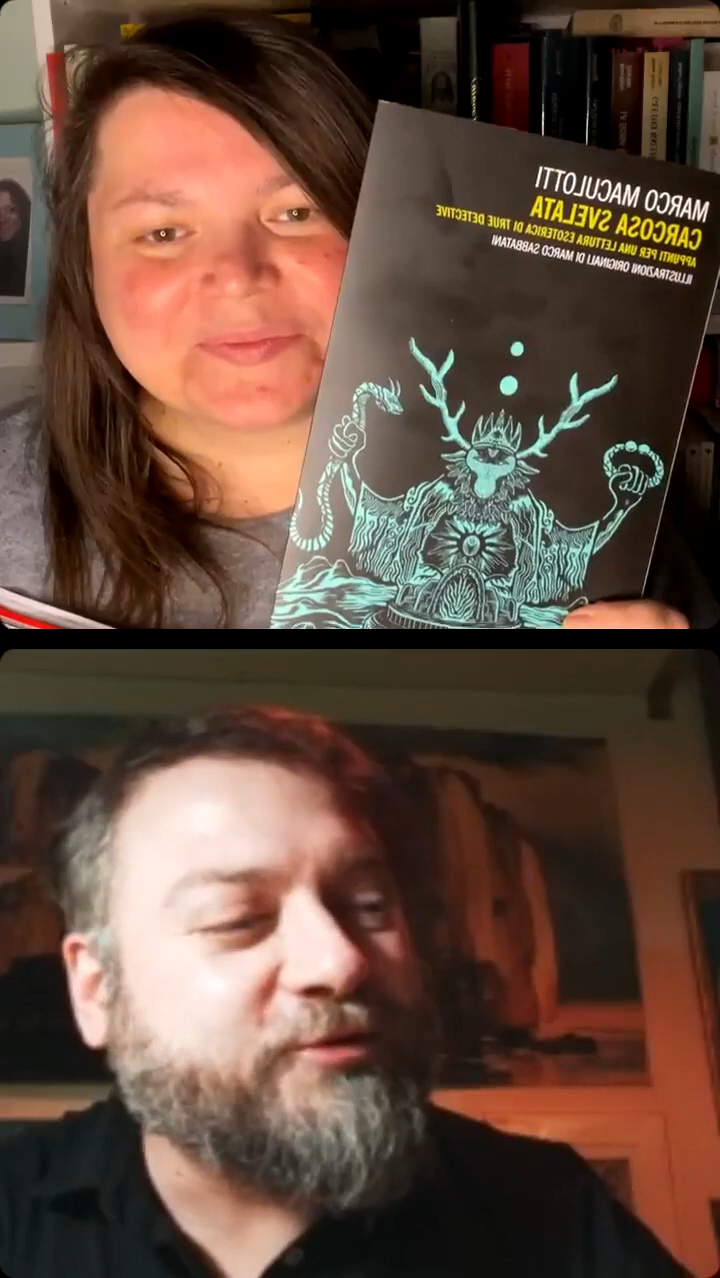 MARCO MACULOTTI
CARCOSA SVELATA
APPUNTI PER UNA LETTURA ESOTERICA DI TRUE DETECTIVE
ILLUSTRAZIONI ORIGINALI DI MARCO SABBATANI